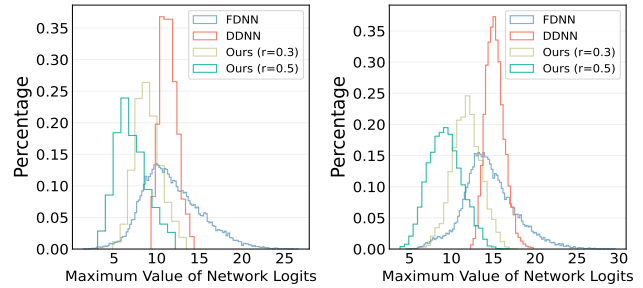 Percentage
0.35
0.30
0.25
0.20
0.15
0.10
0.05
0.00
5 10 15 20 25
Maximum Value of Network Logits
FDNN
DDNN
Ours (r=0.3)
Ours (r=0.5)
Percentage
0.35
0.30
0.25
0.20
0.15
0.10
0.05
0.00
5 10 15 20 25 30
Maximum Value of Network Logits
FDNN
DDNN
Ours (r=0.3)
Ours (r=0.5)